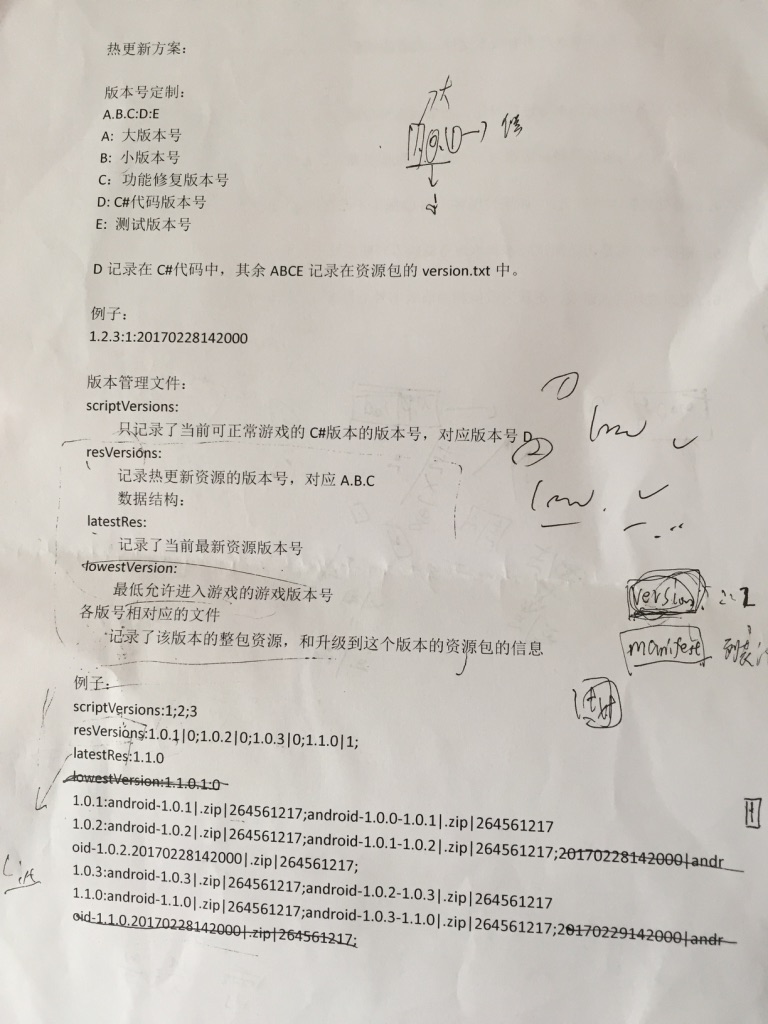 热更新方案：
版本号定制：
A.B.C:D:E
A: 大版本号
B: 小版本号
C: 功能修复版本号
D: C#代码版本号
E: 测试版本号
大
小
D 记录在 C#代码中，其余 ABCE 记录在资源包的 version.txt 中。
例子：
1.2.3:1:20170228142000
版本管理文件：
scriptVersions:
只记录了当前可正常游戏的 C#版本的版本号，对应版本号 D
resVersions:
记录热更新资源的版本号，对应 A.B.C
数据结构：
latestRes:
记录了当前最新资源版本号
lowestVersion:
最低允许进入游戏的游戏版本号
各版号相对应的文件
记录了该版本的整包资源，和升级到这个版本的资源包的信息
①
②
version
manifest
txt
例子：
scriptVersions:1;2;3
resVersions:1.0.1|0;1.0.2|0;1.0.3|0;1.1.0|1;
latestRes:1.1.0
lowestVersion:1.1.0.1:0
1.0.1:android-1.0.1|.zip|264561217;android-1.0.0-1.0.1|.zip|264561217
1.0.2:android-1.0.2|.zip|264561217;android-1.0.1-1.0.2|.zip|264561217;20170228142000|andr
oid-1.0.2.20170228142000|.zip|264561217;
1.0.3:android-1.0.3|.zip|264561217;android-1.0.2-1.0.3|.zip|264561217
1.1.0:android-1.1.0|.zip|264561217;android-1.0.3-1.1.0|.zip|264561217;20170229142000|andr
oid-1.1.0.20170228142000|.zip|264561217;